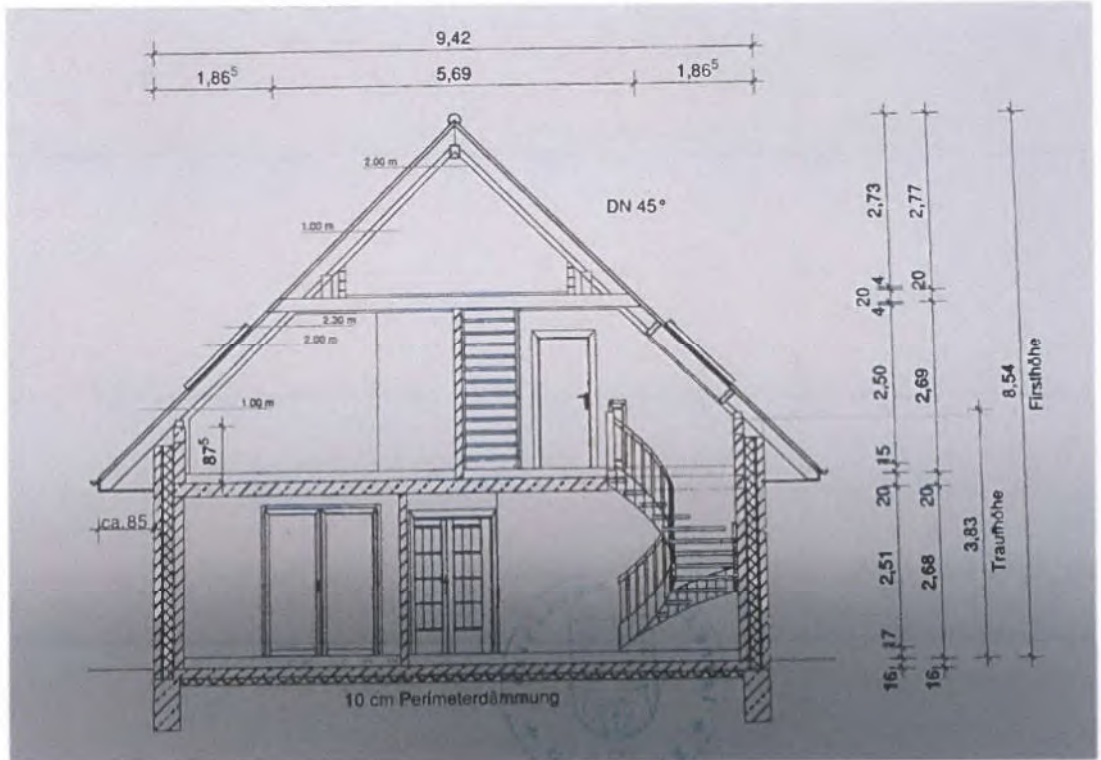 9,42
1,86⁵ 5,69 1,86⁵
2.00 m
DN 45°
1.00 m
2.30 m
2.00 m
1.00 m
87⁵
ca. 85
10 cm Perimeterdämmung
2,73
4
20
4
2,50
15
20
2,51
17
16
2,77
20
2,69
20
2,68
16
3,83
Traufhöhe
8,54
Firsthöhe